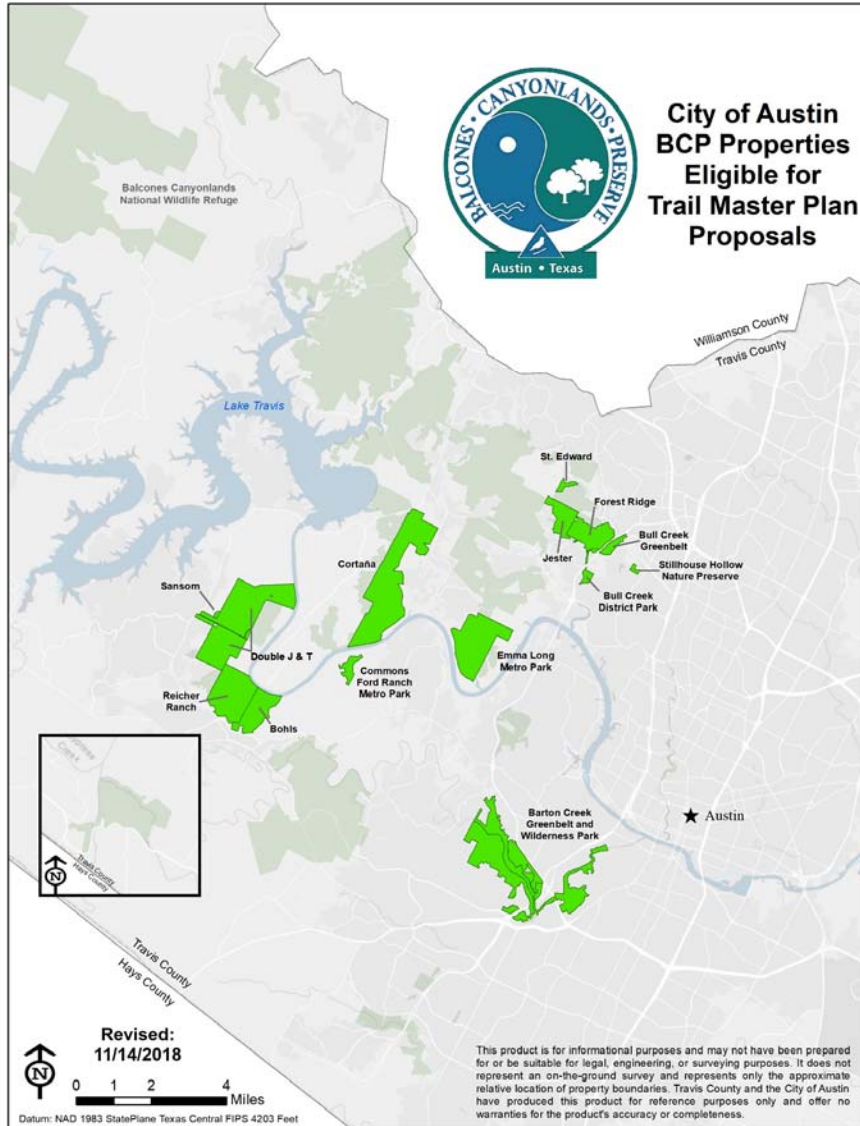 City of Austin
BCP Properties
Eligible for
Trail Master Plan
Proposals
BALCONES • CANYONLANDS • PRESERVE
Austin • Texas
Balcones Canyonlands
National Wildlife Refuge
Williamson County
Travis County
Lake Travis
St. Edward
Forest Ridge
Bull Creek
Greenbelt
Jester
Stillhouse Hollow
Nature Preserve
Bull Creek
District Park
Cortaña
Sansom
Double J & T
Emma Long
Metro Park
Commons
Ford Ranch
Metro Park
Reicher
Ranch
Bohls
Barton Creek
Greenbelt and
Wilderness Park
Austin
Creek
N
Travis County
Hays County
Travis County
Hays County
Revised:
11/14/2018
N
0 1 2 4
Miles
Datum: NAD 1983 StatePlane Texas Central FIPS 4203 Feet
This product is for informational purposes and may not have been prepared
for or be suitable for legal, engineering, or surveying purposes. It does not
represent an on-the-ground survey and represents only the approximate
relative location of property boundaries. Travis County and the City of Austin
have produced this product for reference purposes only and offer no
warranties for the product's accuracy or completeness.